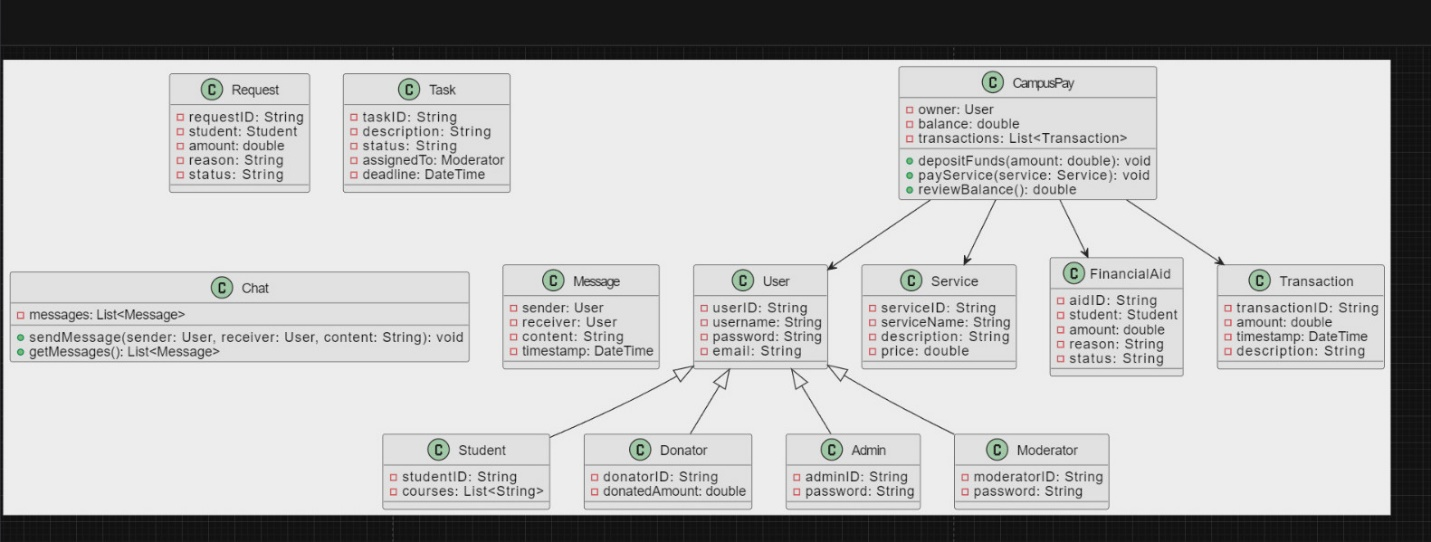 C Request
requestID: String
student: Student
amount: double
reason: String
status: String
C Task
taskID: String
description: String
status: String
assignedTo: Moderator
deadline: DateTime
C CampusPay
owner: User
balance: double
transactions: List<Transaction>
depositFunds(amount: double): void
payService(service: Service): void
reviewBalance(): double
C Chat
messages: List<Message>
sendMessage(sender: User, receiver: User, content: String): void
getMessages(): List<Message>
C Message
sender: User
receiver: User
content: String
timestamp: DateTime
C User
userID: String
username: String
password: String
email: String
C Service
serviceID: String
serviceName: String
description: String
price: double
C FinancialAid
aidID: String
student: Student
amount: double
reason: String
status: String
C Transaction
transactionID: String
amount: double
timestamp: DateTime
description: String
C Student
studentID: String
courses: List<String>
C Donator
donatorID: String
donatedAmount: double
C Admin
adminID: String
password: String
C Moderator
moderatorID: String
password: String